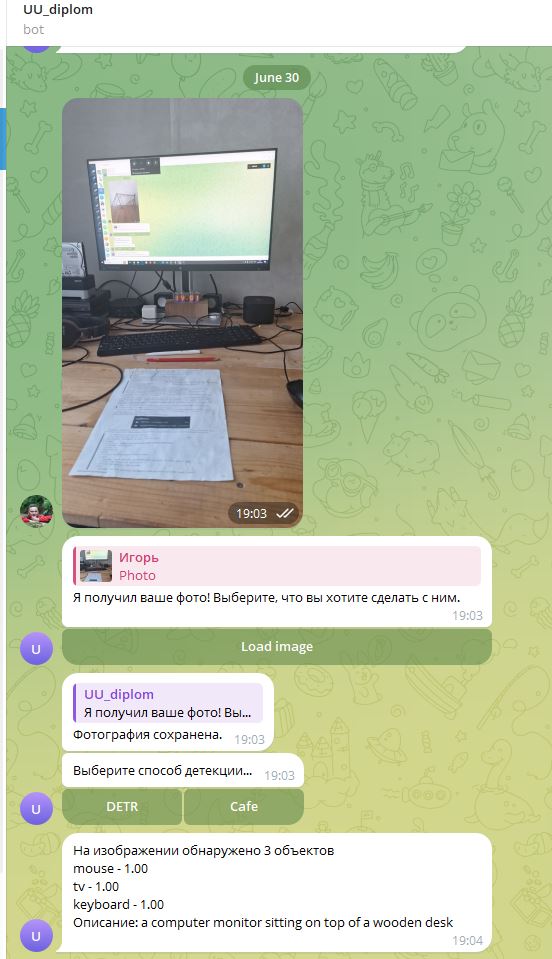 UU_diplom
bot
June 30
19:03
Игорь
Photo
Я получил ваше фото! Выберите, что вы хотите сделать с ним.
19:03
U
Load image
UU_diplom
Я получил ваше фото! Вы...
Фотография сохранена.
19:03
Выберите способ детекции...
19:03
U
DETR
Cafe
На изображении обнаружено 3 объектов
mouse - 1.00
tv - 1.00
keyboard - 1.00
Описание: a computer monitor sitting on top of a wooden desk
U
19:04